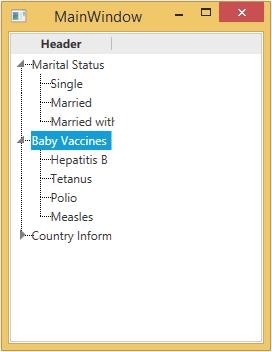 MainWindow
Header
Marital Status
Single
Married
Married with
Baby Vaccines
Hepatitis B
Tetanus
Polio
Measles
Country Inform